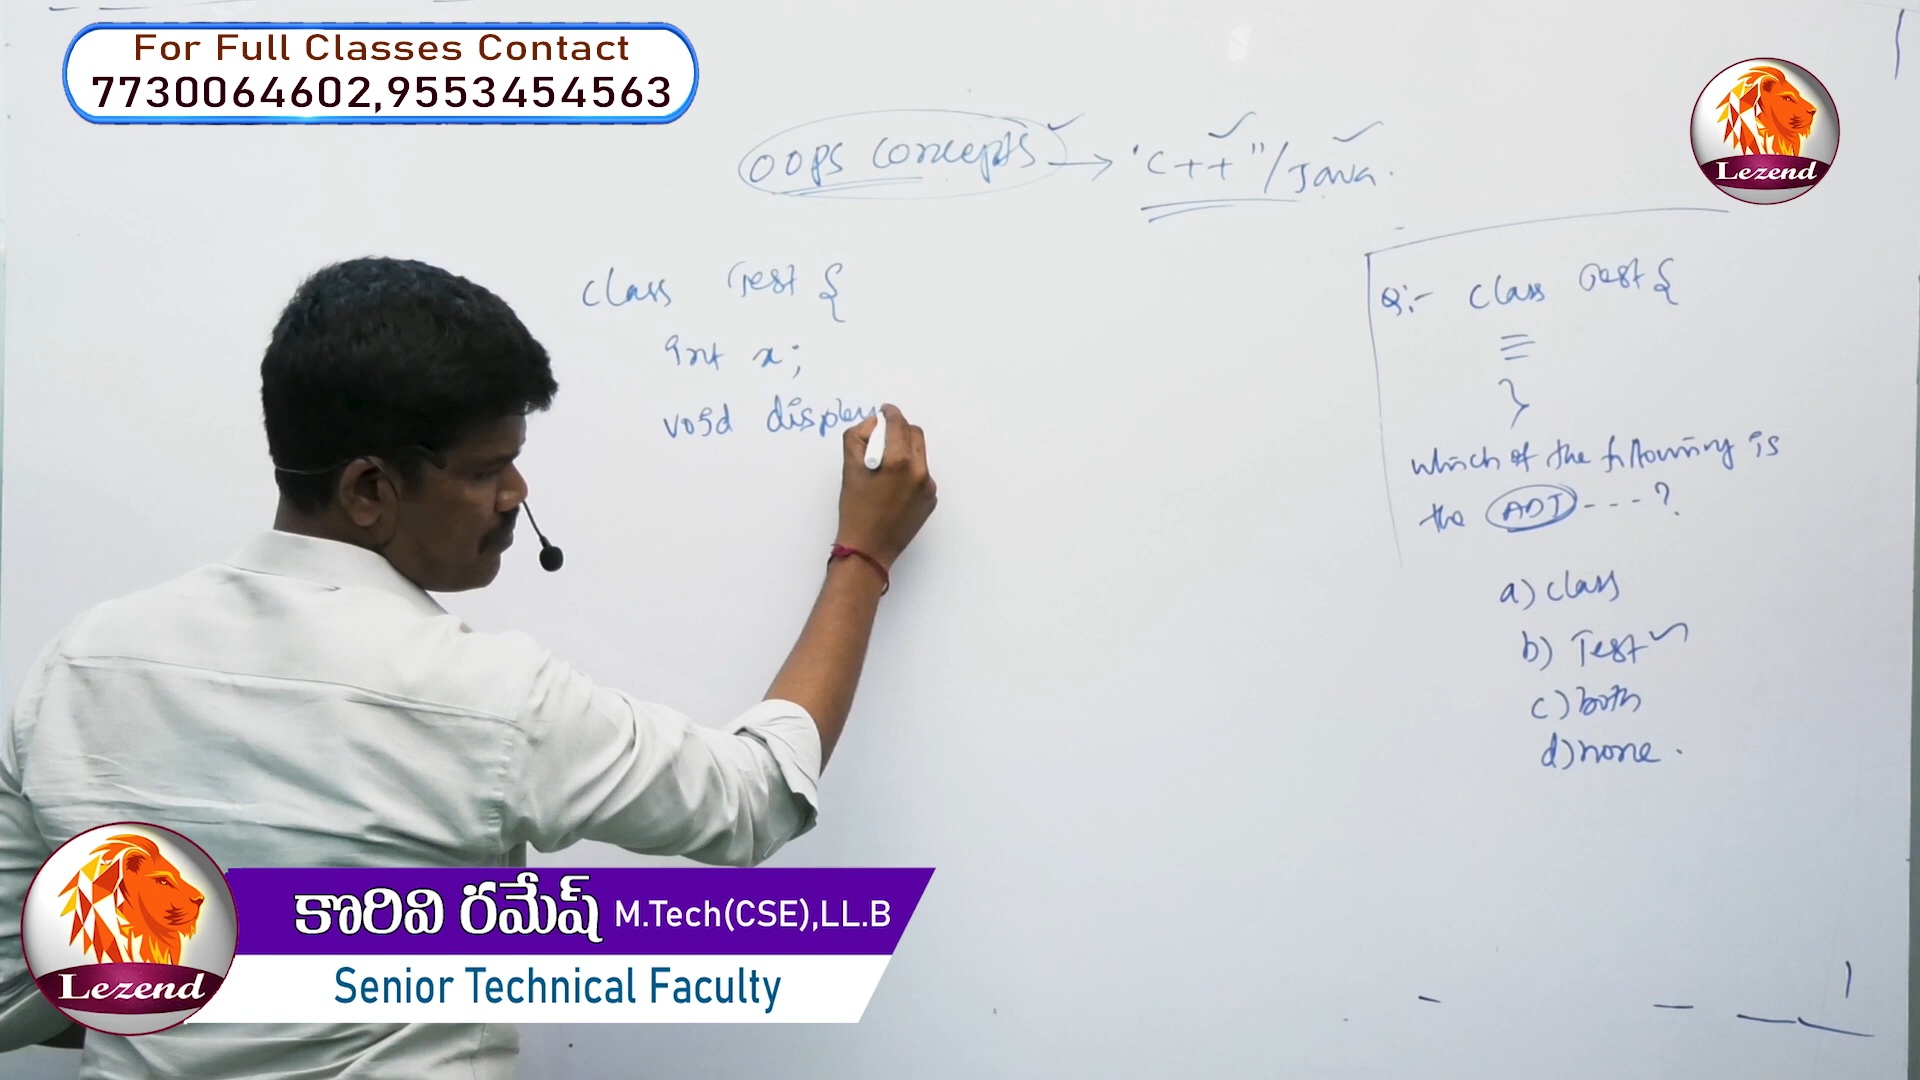 For Full Classes Contact
7730064602,9553454563
Lezend
OOPS Concepts → "C++"/Java.
class Test {
int x;
void display
Q:- class Test {
}
which of the following is
the ADT ---?
a) class
b) Test
c) both
d) none.
కొరివి రమేష్ M.Tech(CSE),LL.B
Senior Technical Faculty
Lezend